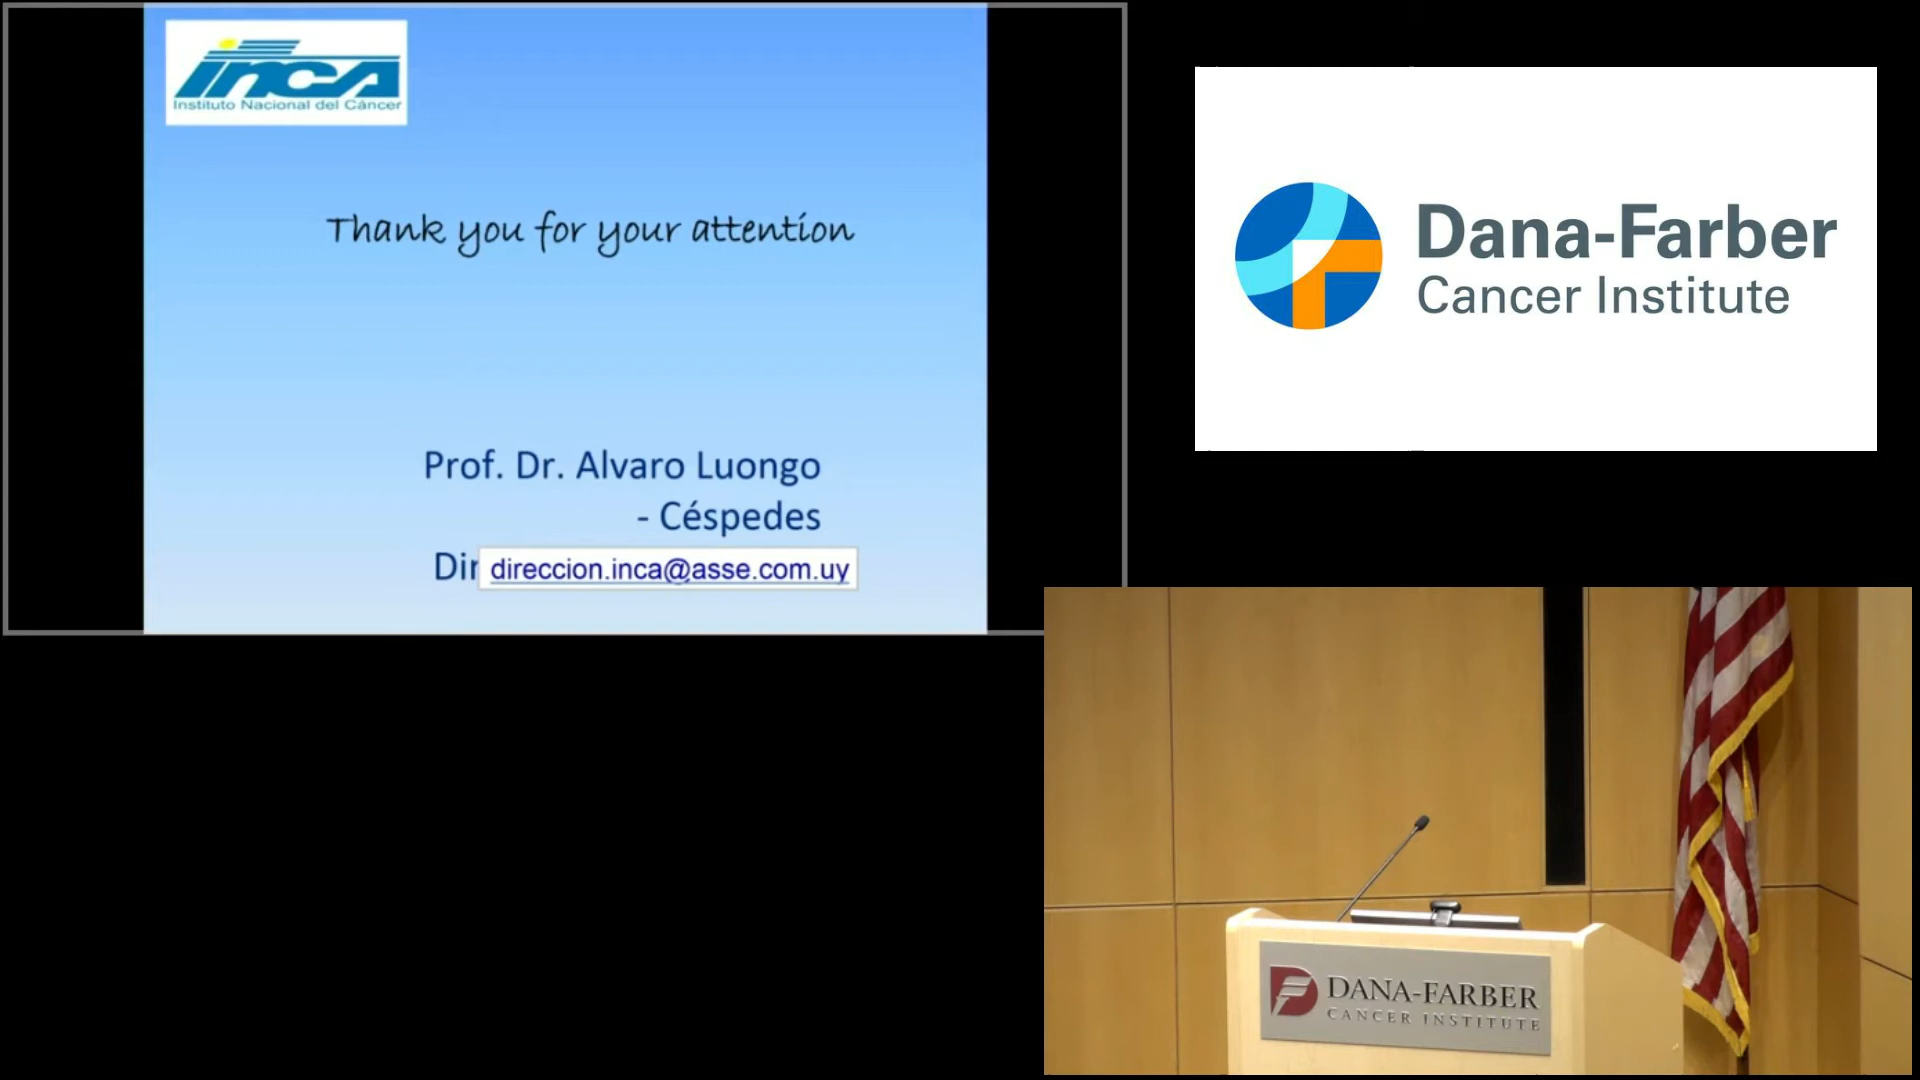 inca
Instituto Nacional del Cáncer
Thank you for your attention
Prof. Dr. Alvaro Luongo
- Céspedes
Dir
direccion.inca@asse.com.uy
Dana-Farber
Cancer Institute
DANA-FARBER
CANCER INSTITUTE